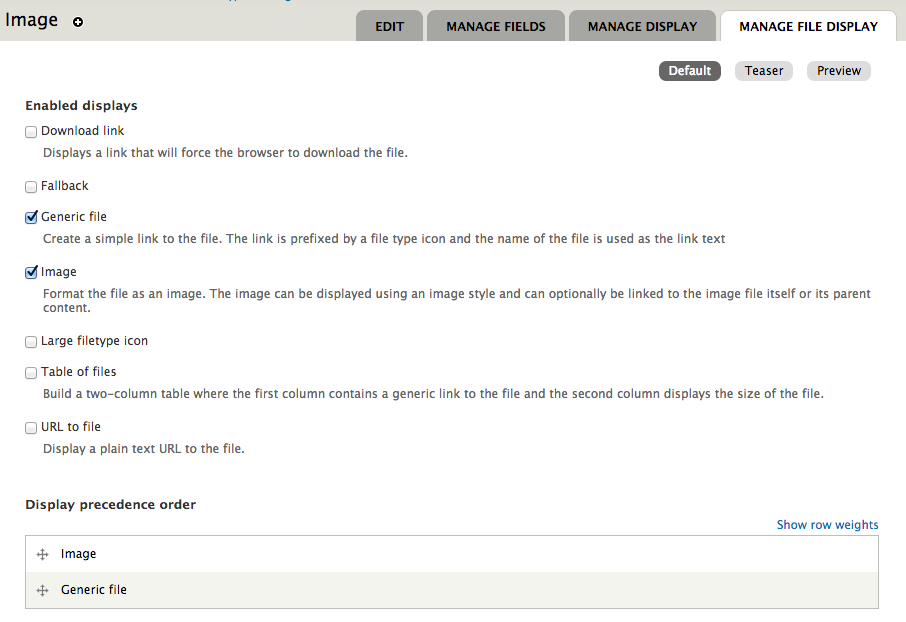 Image
EDIT
MANAGE FIELDS
MANAGE DISPLAY
MANAGE FILE DISPLAY
Default
Teaser
Preview
Enabled displays
Download link
Displays a link that will force the browser to download the file.
Fallback
Generic file
Create a simple link to the file. The link is prefixed by a file type icon and the name of the file is used as the link text
Image
Format the file as an image. The image can be displayed using an image style and can optionally be linked to the image file itself or its parent
content.
Large filetype icon
Table of files
Build a two-column table where the first column contains a generic link to the file and the second column displays the size of the file.
URL to file
Display a plain text URL to the file.
Display precedence order
Show row weights
Image
Generic file